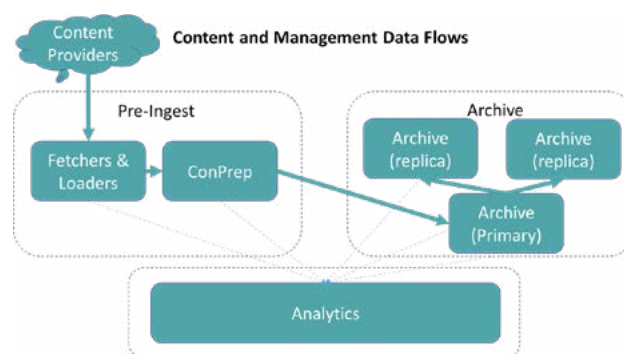 Content
Providers
Content and Management Data Flows
Pre-Ingest
Archive
Fetchers &
Loaders
ConPrep
Archive
(replica)
Archive
(replica)
Archive
(Primary)
Analytics